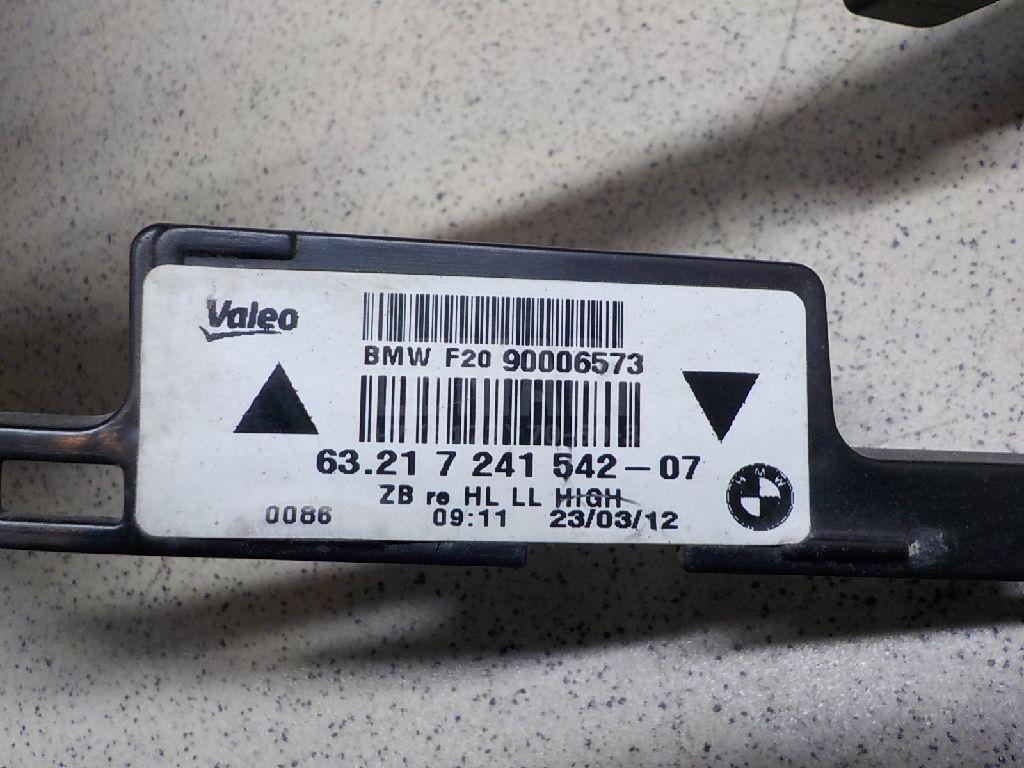 Valeo
BMW F20 90006573
63.21 7 241 542-07
ZB re HL LL HIGH
0086 09:11 23/03/12
BMW